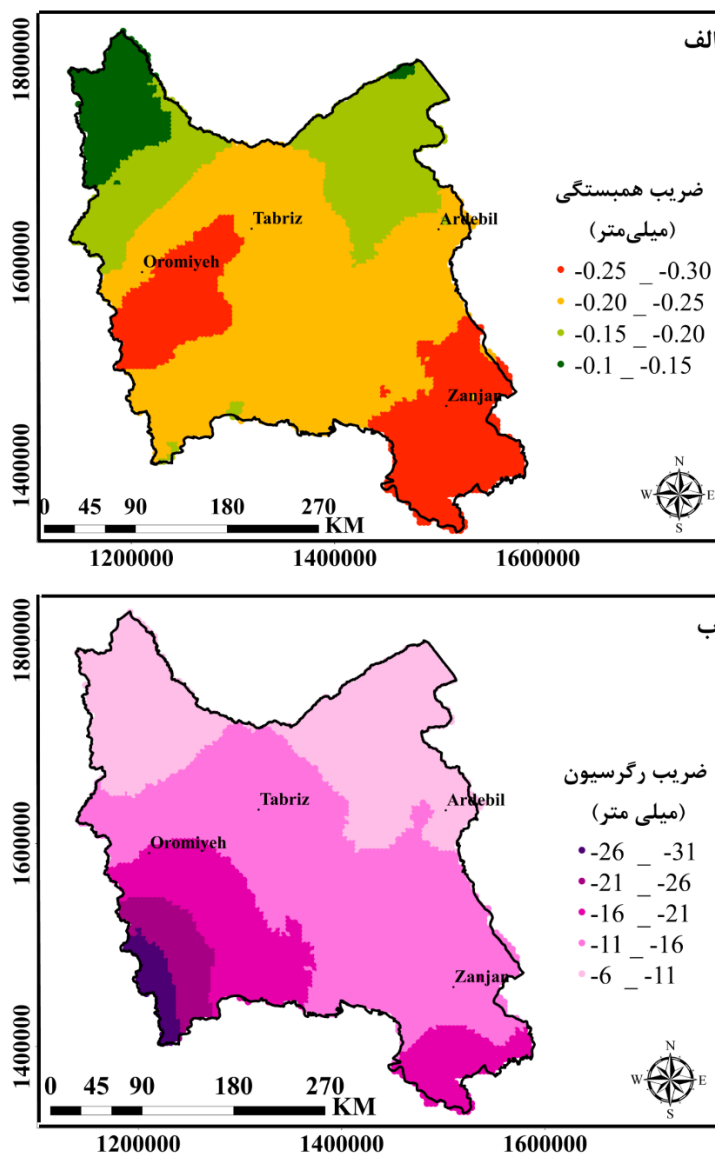 الف
1800000
1600000
1400000
Tabriz
Ardebil
Oromiyeh
Zanjan
ضریب همبستگی
(میلی‌متر)
-0.25 _ -0.30
-0.20 _ -0.25
-0.15 _ -0.20
-0.1 _ -0.15
N
W E
S
0 45 90 180 270
KM
1200000 1400000 1600000
ب
1800000
1600000
1400000
Tabriz
Ardebil
Oromiyeh
Zanjan
ضریب رگرسیون
(میلی متر)
-26 _ -31
-21 _ -26
-16 _ -21
-11 _ -16
-6 _ -11
N
W E
S
0 45 90 180 270
KM
1200000 1400000 1600000